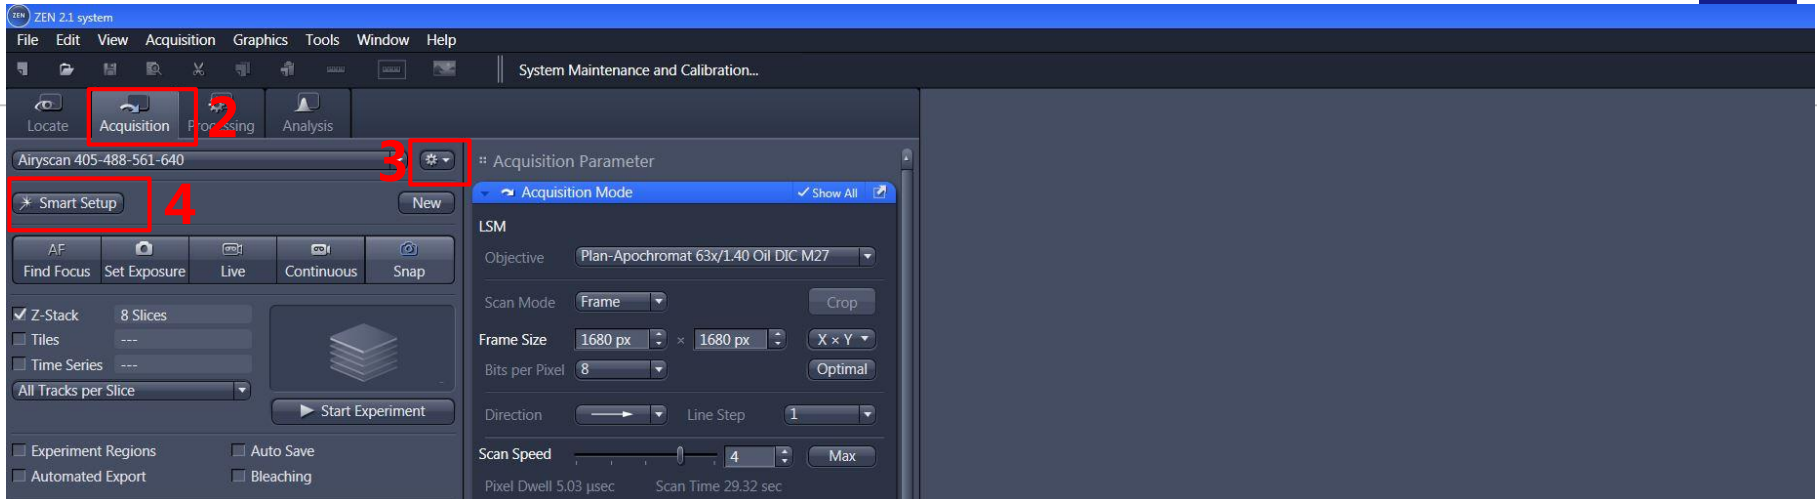 ZEN ZEN 2.1 system
File Edit View Acquisition Graphics Tools Window Help
System Maintenance and Calibration...
Locate Acquisition 2 Processing Analysis
Airyscan 405-488-561-640 3
Smart Setup 4 New
AF
Find Focus Set Exposure Live Continuous Snap
Z-Stack 8 Slices
Tiles ---
Time Series ---
All Tracks per Slice
Start Experiment
Experiment Regions Auto Save
Automated Export Bleaching
Acquisition Parameter
Acquisition Mode Show All
LSM
Objective Plan-Apochromat 63x/1.40 Oil DIC M27
Scan Mode Frame Crop
Frame Size 1680 px × 1680 px X × Y
Bits per Pixel 8 Optimal
Direction Line Step 1
Scan Speed 4 Max
Pixel Dwell 5.03 µsec Scan Time 29.32 sec